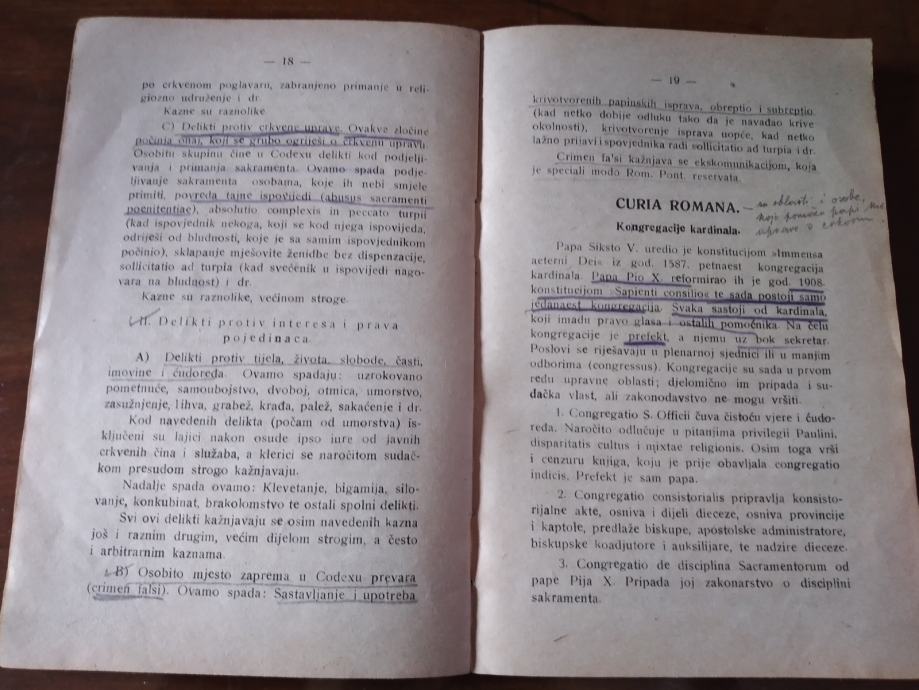 — 18 —
po crkvenom poglavaru, zabranjeno primanje u reli-
giozno udruženje i dr.
Kazne su raznolike.
C) Delikti protiv crkvene uprave. Ovakve zločine
počinja onaj, koji se grubo ogriješi o crkvenu upravu.
Osobitu skupinu čine u Codexu delikti kod podjelji-
vanja i primanja sakramenta. Ovamo spada podje-
ljivanje sakramenta osobama, koje ih nebi smjele
primiti, povreda tajne ispovijedi (abusus sacramenti
poenitentiae), absolutio complexis in peccato turpii
(kad ispovjednik nekoga, koji se kod njega ispovijeda,
odriješi od bludnosti, koje je sa samim ispovjednikom
počinio), sklapanje mješovite ženidbe bez dispenzacije,
sollicitatio ad turpia (kad svećenik u ispovijedi nago-
vara na bludnost) i dr.
Kazne su raznolike, većinom stroge.
II. Delikti protiv interesa i prava
pojedinaca
A) Delikti protiv tijela, života, slobode, časti,
imovine i ćudoređa. Ovamo spadaju: uzrokovano
pometnuće, samoubojstvo, dvoboj, otmica, umorstvo,
zasužnjenje, lihva, grabež, krađa, palež, sakaćenje i dr.
Kod navedenih delikta (počam od umorstva) is-
ključeni su lajici nakon osude ipso iure od javnih
crkvenih čina i služba, a klerici se naročitom sudač-
kom presudom strogo kažnjavaju.
Nadalje spada ovamo: Klevetanje, bigamija, silo-
vanje, konkubinat, brakolomstvo te ostali spolni delikti.
Svi ovi delikti kažnjavaju se osim navedenih kazna
još i raznim drugim, većim dijelom strogim, a često
i arbitrarnim kaznama.
B) Osobito mjesto zaprema u Codexu prevara
(crimen falsi). Ovamo spada: Sastavljanje i upotreba
— 19 —
krivotvorenih papinskih isprava, obreptio i subreptio
(kad netko dobije odluku tako da je navađao krive
okolnosti), krivotvorenje isprava uopće, kad netko
lažno prijavi ispovjednika radi sollicitatio ad turpia i dr.
Crimen falsi kažnjava se ekskomunikacijom, koja
je speciali modo Rom. Pont. reservata.
CURIA ROMANA. — su oblasti i osobe,
koje pomažu papi kod
uprave s crkvom.
Kongregacije kardinala.
Papa Siksto V. uredio je konstitucijom »Immensa
aeterni Dei« iz god. 1587. petnaest kongregacija
kardinala. Papa Pio X. reformirao ih je god. 1908.
konstitucijom »Sapienti consilio« te sada postoji samo
jedanaest kongregacija. Svaka sastoji od kardinala,
koji imadu pravo glasa i ostalih pomoćnika. Na čelu
kongregacije je prefekt, a njemu uz bok sekretar.
Poslovi se riješavaju u plenarnoj sjednici ili u manjim
odborima (congressus). Kongregacije su sada u prvom
redu upravne oblasti; djelomično im pripada i su-
dačka vlast, ali zakonodavstvo ne mogu vršiti.
1. Congregatio S. Officii čuva čistoću vjere i ćudo-
ređa. Naročito odlučuje u pitanjima privilegii Paulini,
disparitatis cultus i mixtae religionis. Osim toga vrši
i cenzuru knjiga, koju je prije obavljala congregatio
indicis. Prefekt je sam papa.
2. Congregatio consistorialis pripravlja konsisto-
rijalne akte, osniva i dijeli dieceze, osniva provincije
i kaptole, predlaže biskupe, apostolske administratore,
biskupske koadjutore i auksilijare, te nadzire dieceze.
3. Congregatio de disciplina Sacramentorum od
pape Pija X. Pripada joj zakonarstvo o disciplini
sakramenta.